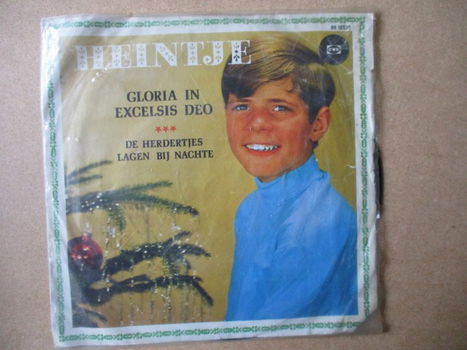 HEINTJE
GLORIA IN
EXCELSIS DEO
DE HERDERTJES
LAGEN BIJ NACHTE